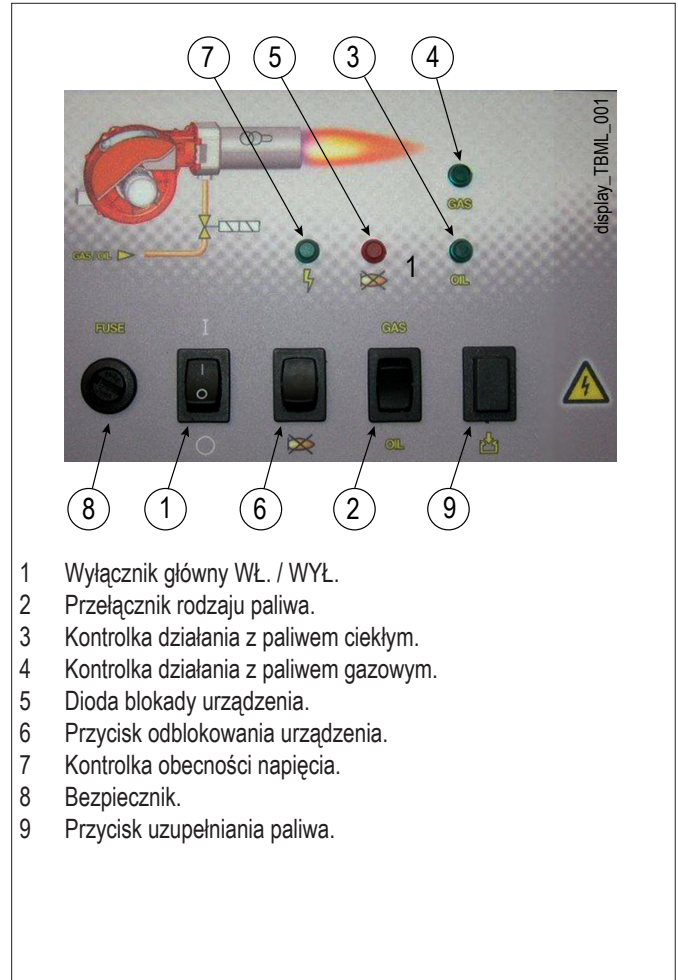 7 5 3 4
display_TBML_001
GAS
GAS/OIL
1
OIL
FUSE I GAS
I
O
OIL
8 1 6 2 9
1 Wyłącznik główny WŁ. / WYŁ.
2 Przełącznik rodzaju paliwa.
3 Kontrolka działania z paliwem ciekłym.
4 Kontrolka działania z paliwem gazowym.
5 Dioda blokady urządzenia.
6 Przycisk odblokowania urządzenia.
7 Kontrolka obecności napięcia.
8 Bezpiecznik.
9 Przycisk uzupełniania paliwa.